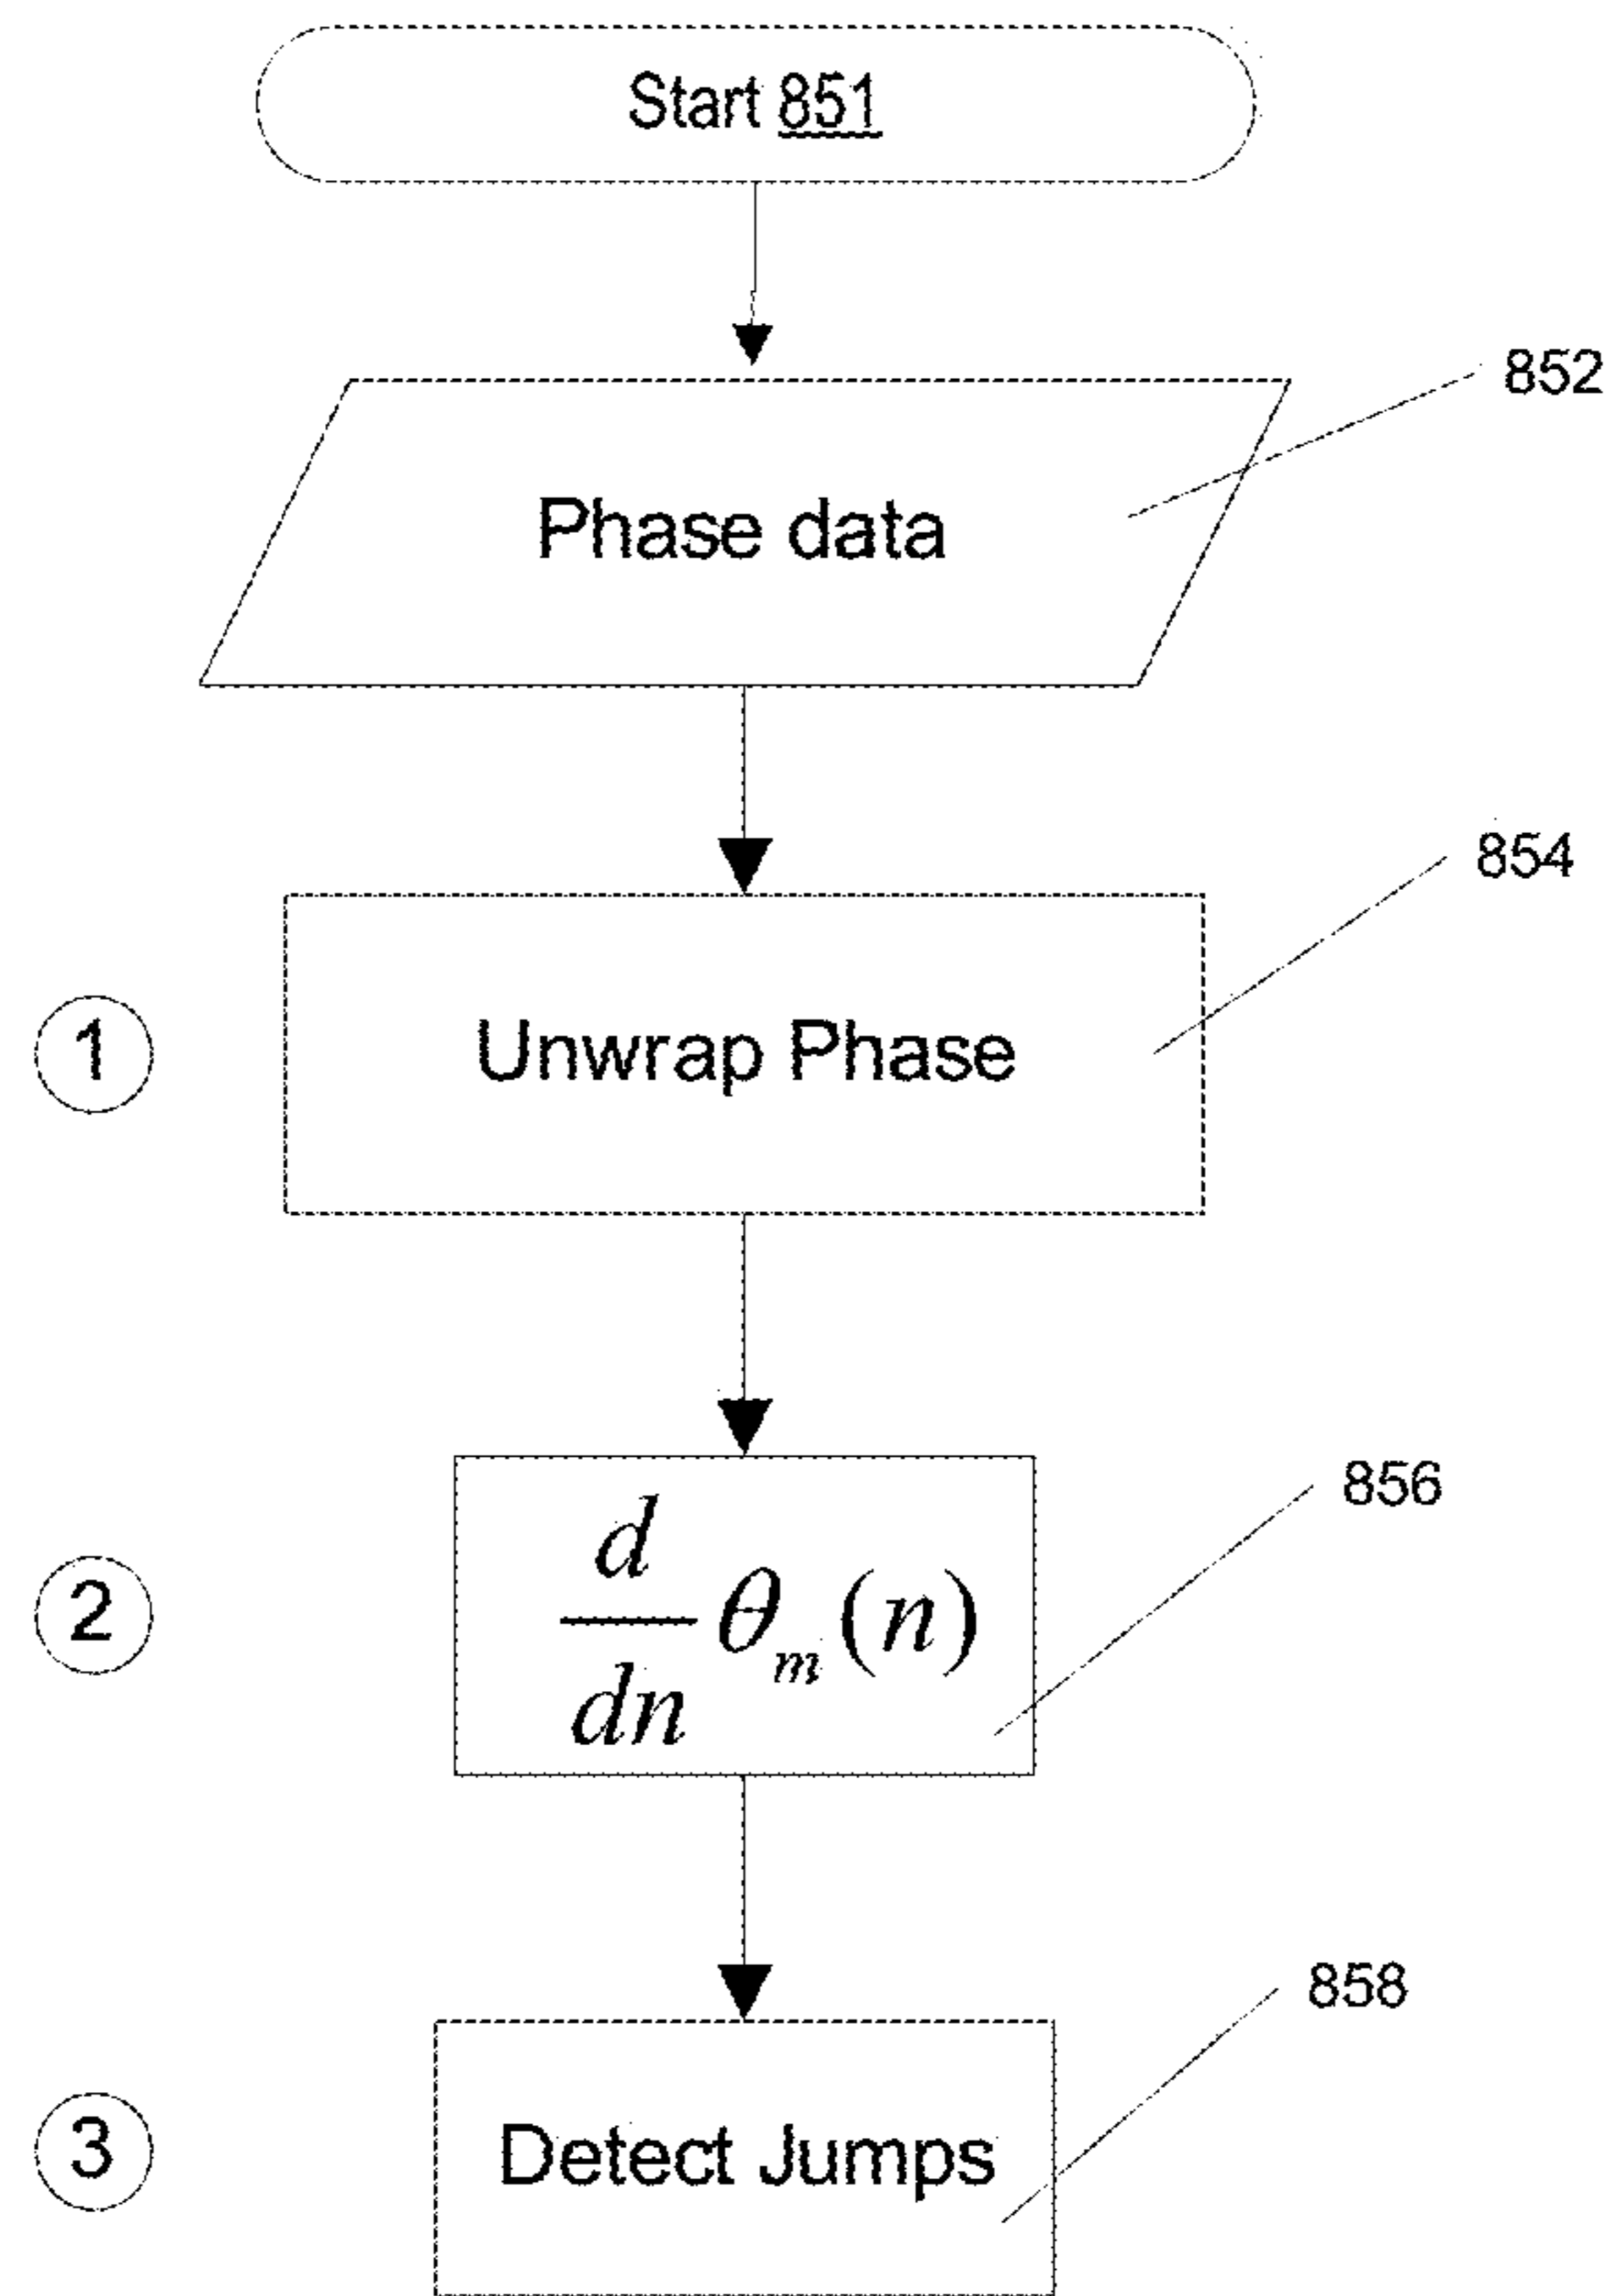 Start 851
852
Phase data
854
1
Unwrap Phase
856
2
d/dn θₘ(n)
858
3
Detect Jumps